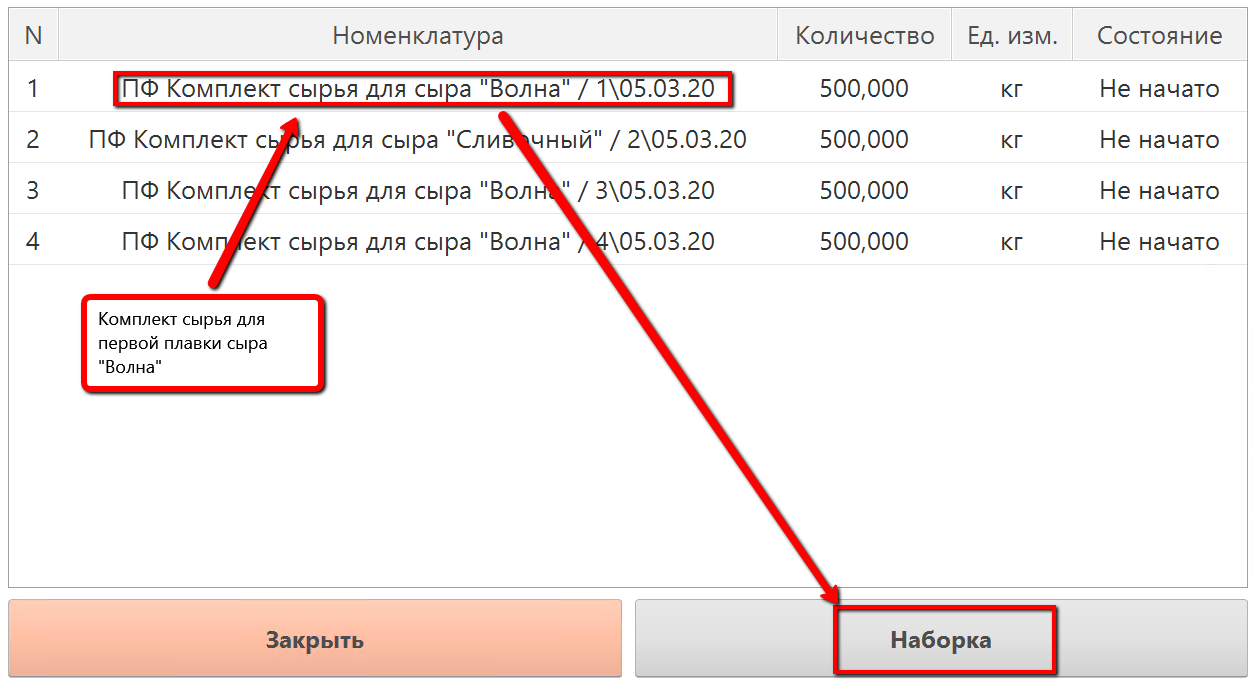 N Номенклатура Количество Ед. изм. Состояние
1 ПФ Комплект сырья для сыра "Волна" / 1\05.03.20 500,000 кг Не начато
2 ПФ Комплект сырья для сыра "Сливочный" / 2\05.03.20 500,000 кг Не начато
3 ПФ Комплект сырья для сыра "Волна" / 3\05.03.20 500,000 кг Не начато
4 ПФ Комплект сырья для сыра "Волна" / 4\05.03.20 500,000 кг Не начато
Комплект сырья для
первой плавки сыра
"Волна"
Закрыть Наборка